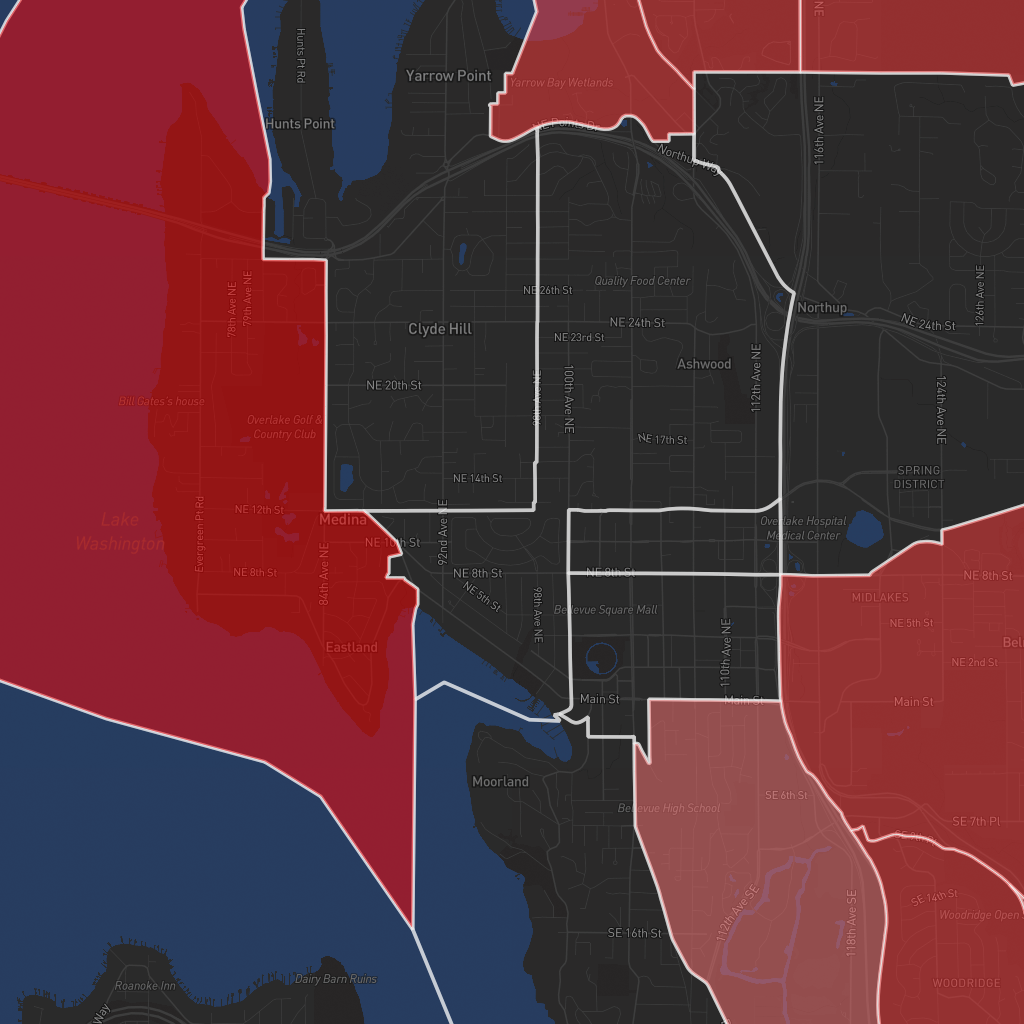 NE
Hunts Pt Rd
Yarrow Point
Yarrow Bay Wetlands
Hunts Point
NE Points Dr
116th Ave NE
Northup Way
78th Ave NE
79th Ave NE
NE 26th St
Quality Food Center
126th Ave NE
Northup
NE 24th St
NE 24th St
Clyde Hill
NE 23rd St
Ashwood
112th Ave NE
NE 20th St
98th Ave NE
100th Ave NE
124th Ave NE
Bill Gates's house
Overlake Golf &
Country Club
NE 17th St
NE 14th St
SPRING
DISTRICT
Lake
Washington
Evergreen Pt Rd
NE 12th St
Medina
92nd Ave NE
NE 10th St
Overlake Hospital
Medical Center
NE 8th St
84th Ave NE
NE 8th St
NE 8th St
NE 8th St
NE 5th St
98th Ave NE
Bellevue Square Mall
MIDLAKES
NE 5th St
Eastland
110th Ave NE
Bel
NE 2nd St
Main St
Main St
Main St
Moorland
SE 6th St
Bellevue High School
SE 7th Pl
SE 9th Pl
112th Ave SE
118th Ave SE
SE 14th St
Woodridge Open
SE 16th St
Dairy Barn Ruins
Roanoke Inn
WOODRIDGE
Way